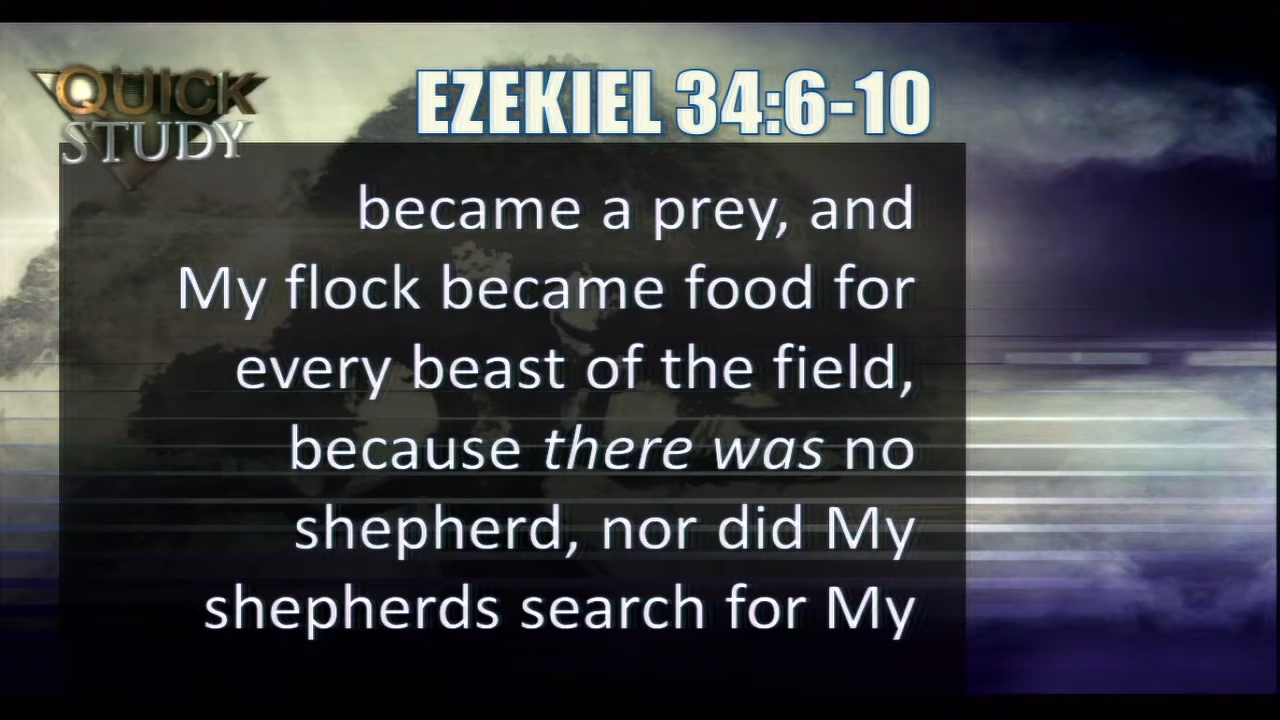 QUICK
STUDY
EZEKIEL 34:6-10
became a prey, and
My flock became food for
every beast of the field,
because there was no
shepherd, nor did My
shepherds search for My